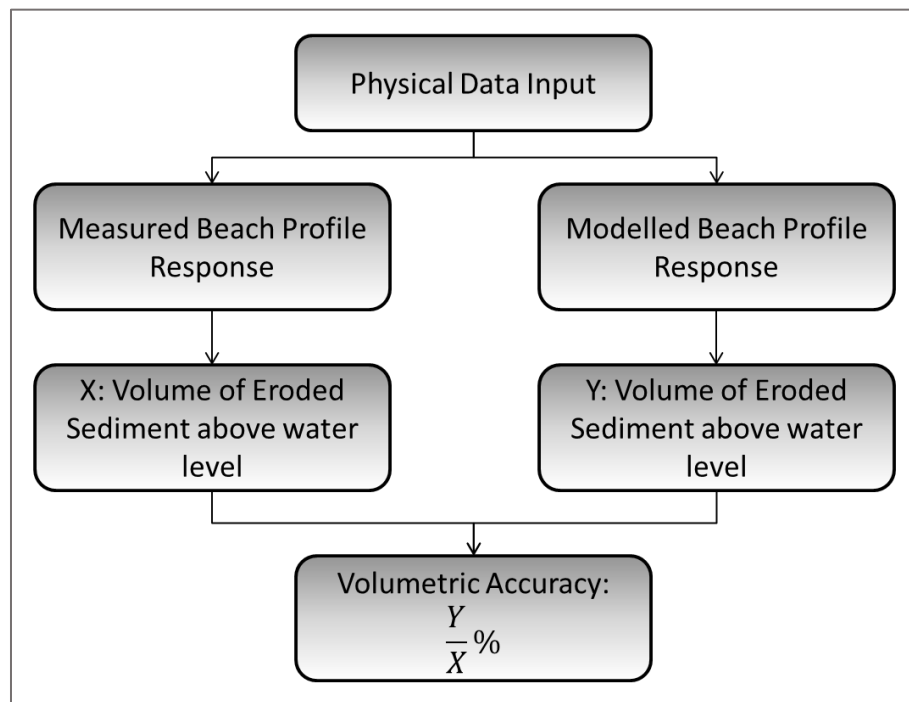 Physical Data Input
Measured Beach Profile
Response
Modelled Beach Profile
Response
X: Volume of Eroded
Sediment above water
level
Y: Volume of Eroded
Sediment above water
level
Volumetric Accuracy:
Y
X %